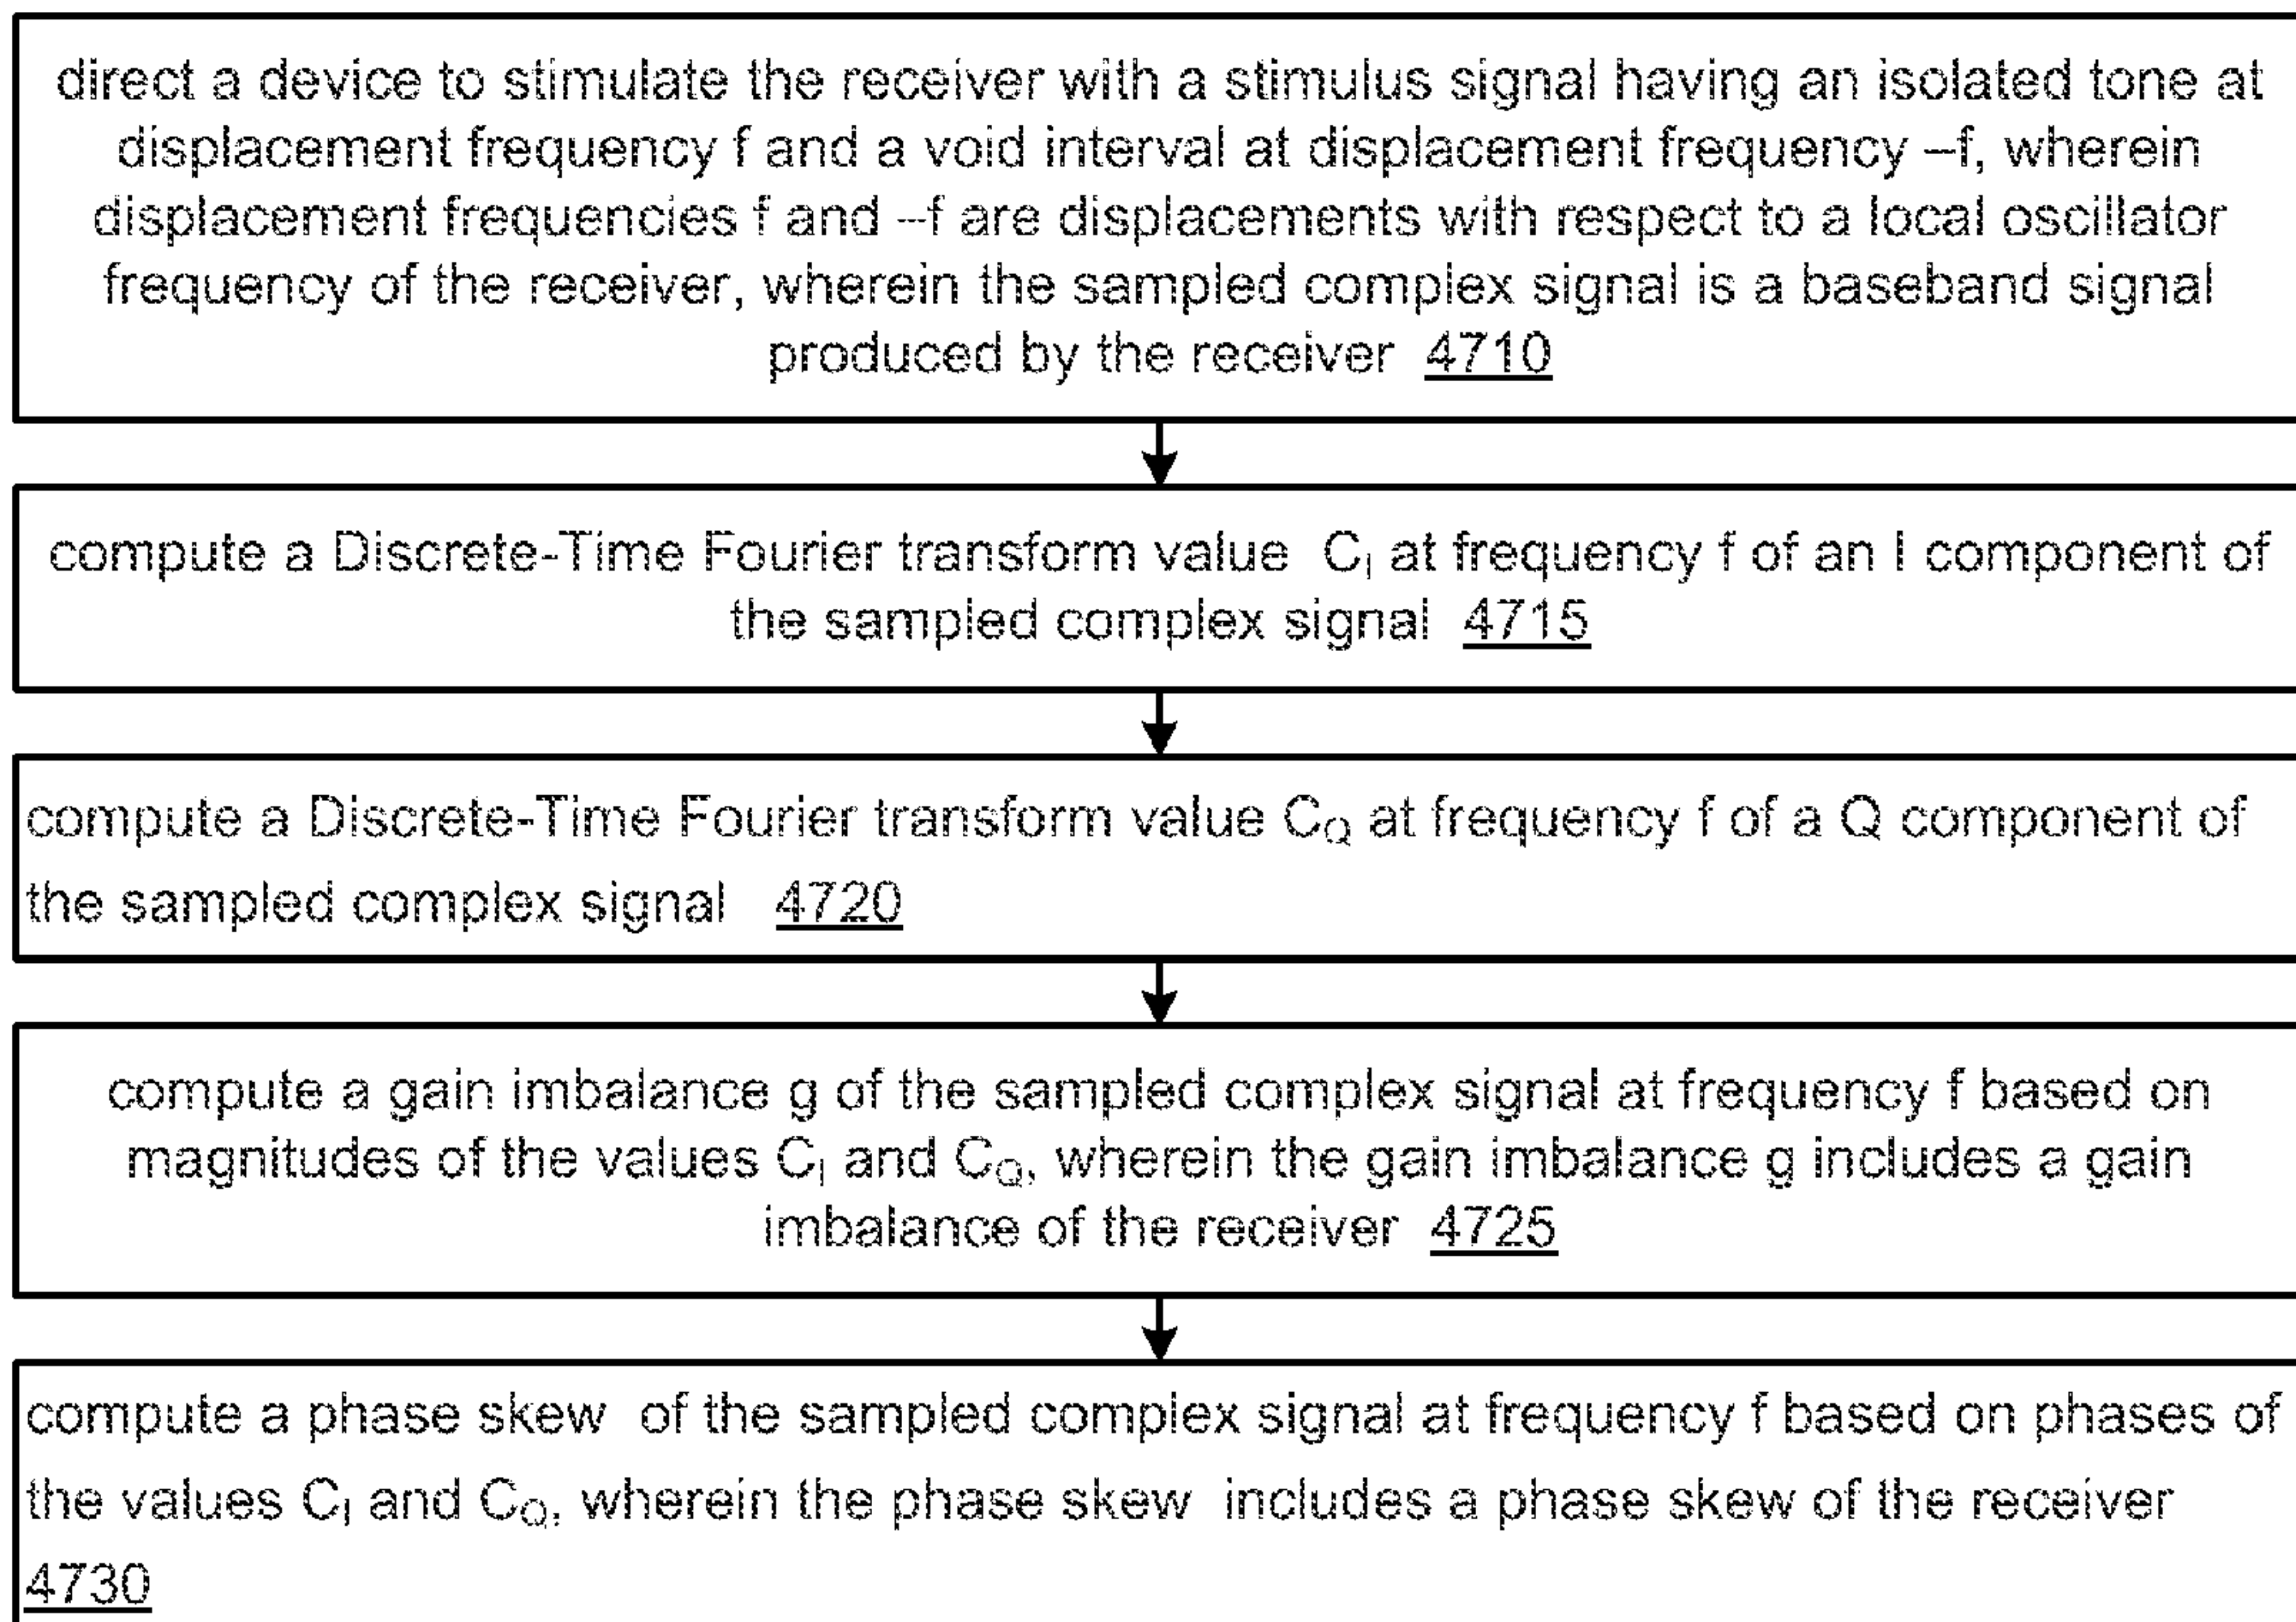 direct a device to stimulate the receiver with a stimulus signal having an isolated tone at
displacement frequency f and a void interval at displacement frequency –f, wherein
displacement frequencies f and –f are displacements with respect to a local oscillator
frequency of the receiver, wherein the sampled complex signal is a baseband signal
produced by the receiver 4710
compute a Discrete-Time Fourier transform value C_I at frequency f of an I component of
the sampled complex signal 4715
compute a Discrete-Time Fourier transform value C_Q at frequency f of a Q component of
the sampled complex signal 4720
compute a gain imbalance g of the sampled complex signal at frequency f based on
magnitudes of the values C_I and C_Q, wherein the gain imbalance g includes a gain
imbalance of the receiver 4725
compute a phase skew of the sampled complex signal at frequency f based on phases of
the values C_I and C_Q, wherein the phase skew includes a phase skew of the receiver
4730